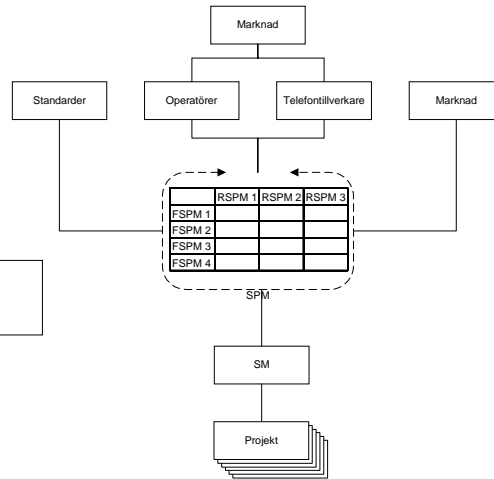 Marknad
Standarder
Operatörer
Telefontillverkare
Marknad
RSPM 1 RSPM 2 RSPM 3
FSPM 1
FSPM 2
FSPM 3
FSPM 4
SPM
SM
Projekt